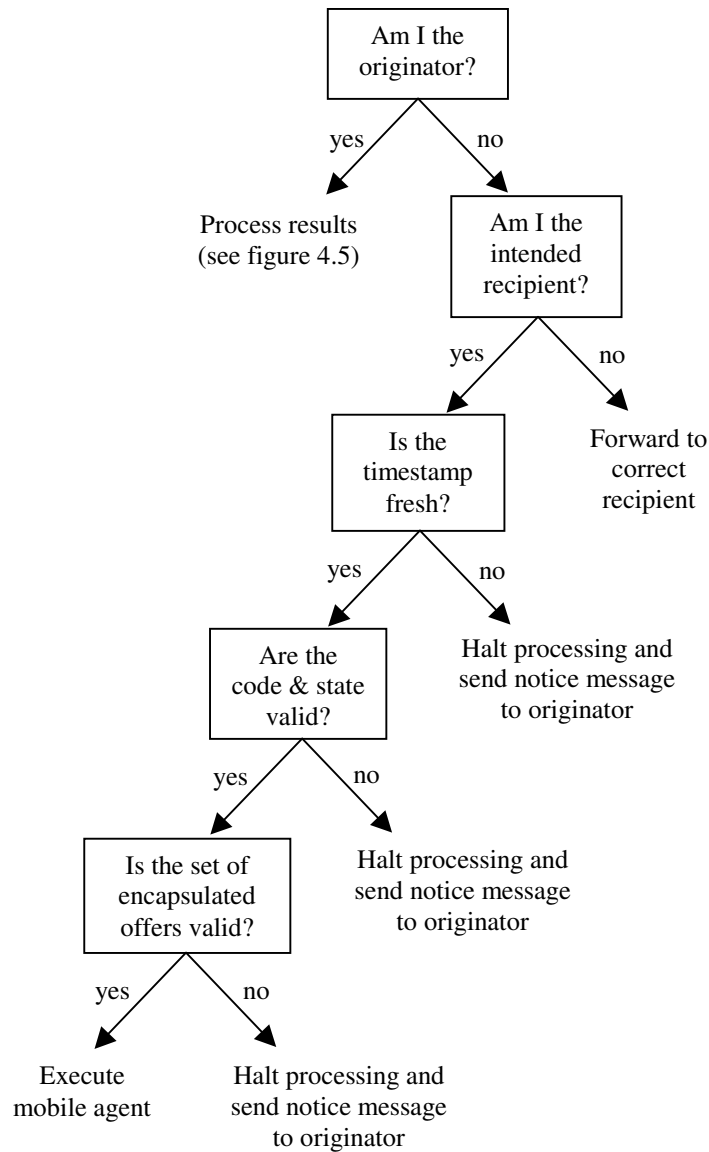 Am I the
originator?
yes
no
Process results
(see figure 4.5)
Am I the
intended
recipient?
yes
no
Is the
timestamp
fresh?
Forward to
correct
recipient
yes
no
Are the
code & state
valid?
Halt processing and
send notice message
to originator
yes
no
Is the set of
encapsulated
offers valid?
Halt processing and
send notice message
to originator
yes
no
Execute
mobile agent
Halt processing and
send notice message
to originator